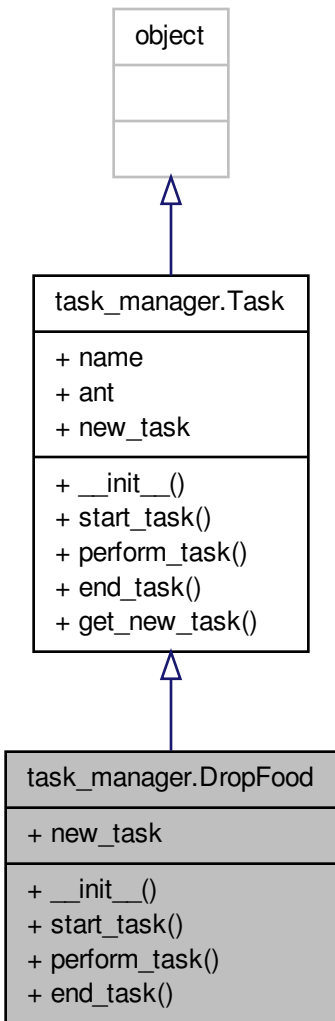 object
task_manager.Task
+ name
+ ant
+ new_task
+ __init__()
+ start_task()
+ perform_task()
+ end_task()
+ get_new_task()
task_manager.DropFood
+ new_task
+ __init__()
+ start_task()
+ perform_task()
+ end_task()